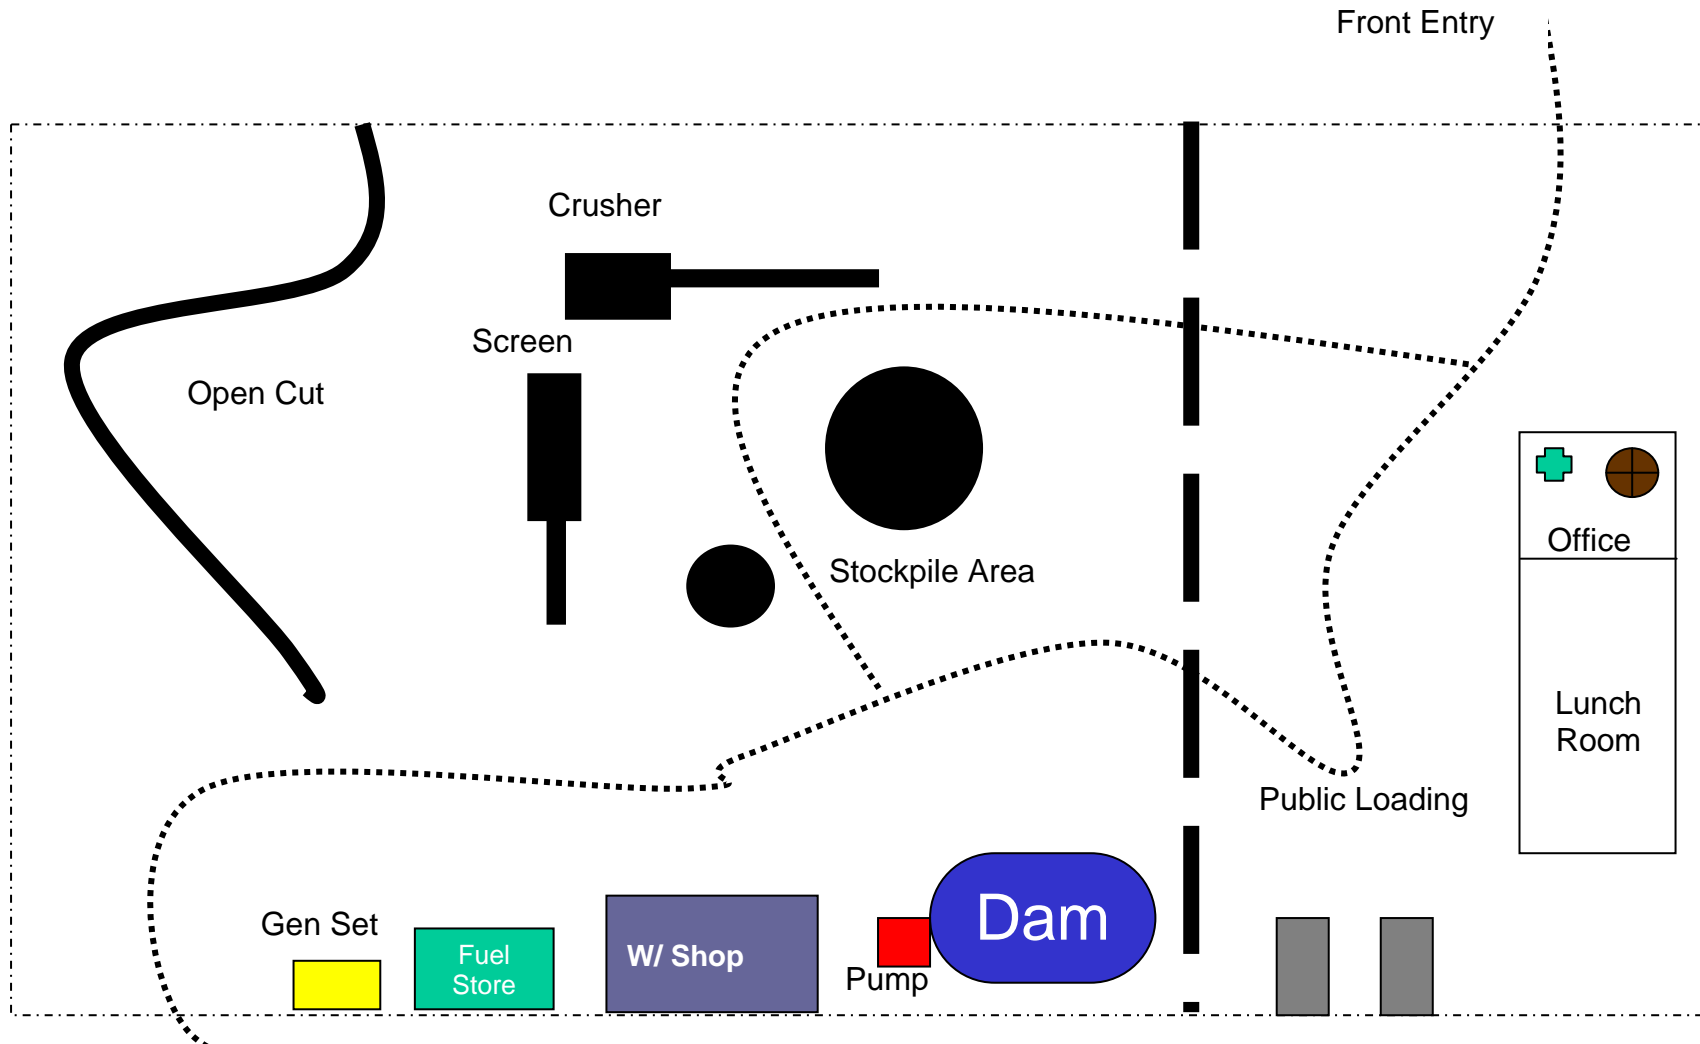 Front Entry
Crusher
Screen
Open Cut
Office
Stockpile Area
Lunch
Room
Public Loading
Gen Set
Fuel
Store
W/ Shop
Dam
Pump